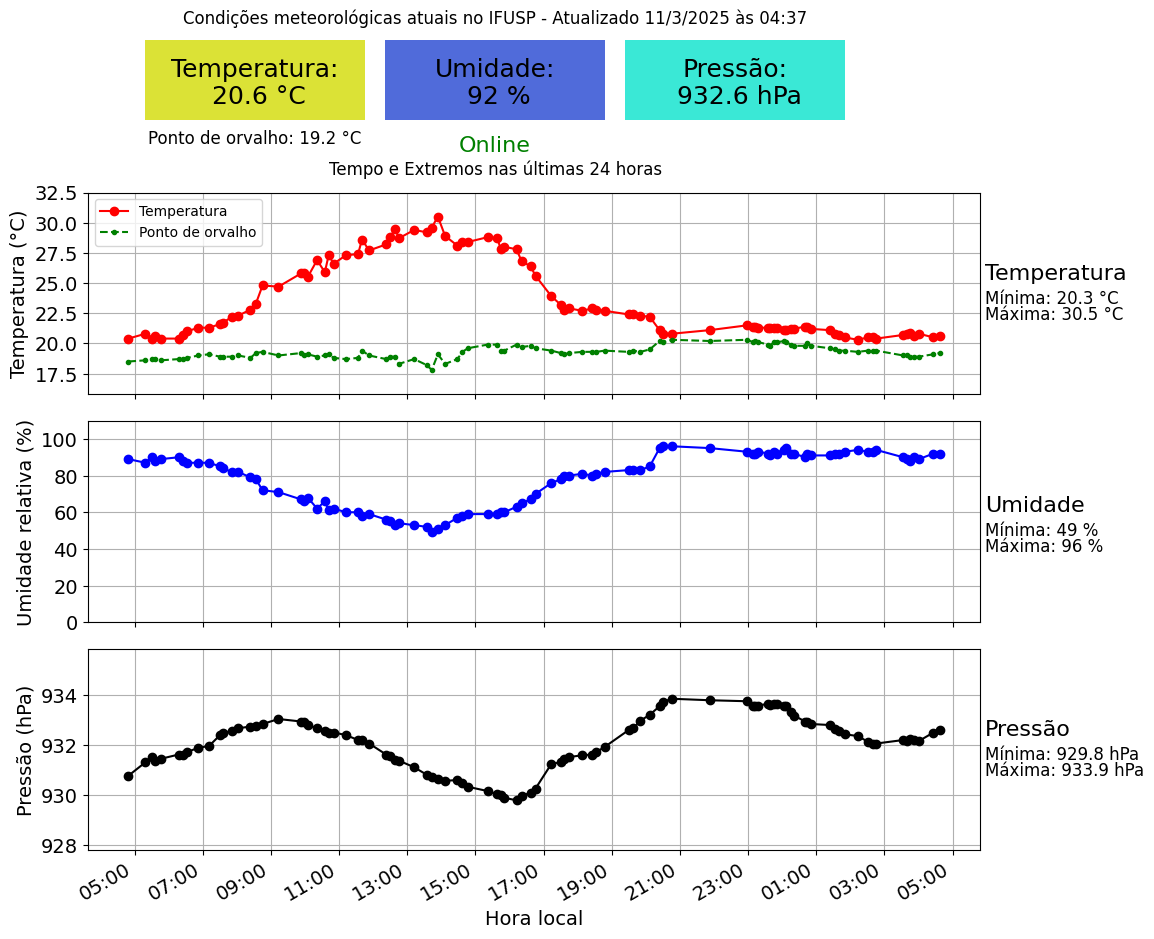 Condições meteorológicas atuais no IFUSP - Atualizado 11/3/2025 às 04:37
Temperatura:
20.6 °C
Umidade:
92 %
Pressão:
932.6 hPa
Ponto de orvalho: 19.2 °C
Online
Tempo e Extremos nas últimas 24 horas
Temperatura (°C)
32.5
30.0
27.5
25.0
22.5
20.0
17.5
Temperatura
Ponto de orvalho
Temperatura
Mínima: 20.3 °C
Máxima: 30.5 °C
Umidade relativa (%)
100
80
60
40
20
0
Umidade
Mínima: 49 %
Máxima: 96 %
Pressão (hPa)
934
932
930
928
Pressão
Mínima: 929.8 hPa
Máxima: 933.9 hPa
05:00 07:00 09:00 11:00 13:00 15:00 17:00 19:00 21:00 23:00 01:00 03:00 05:00
Hora local